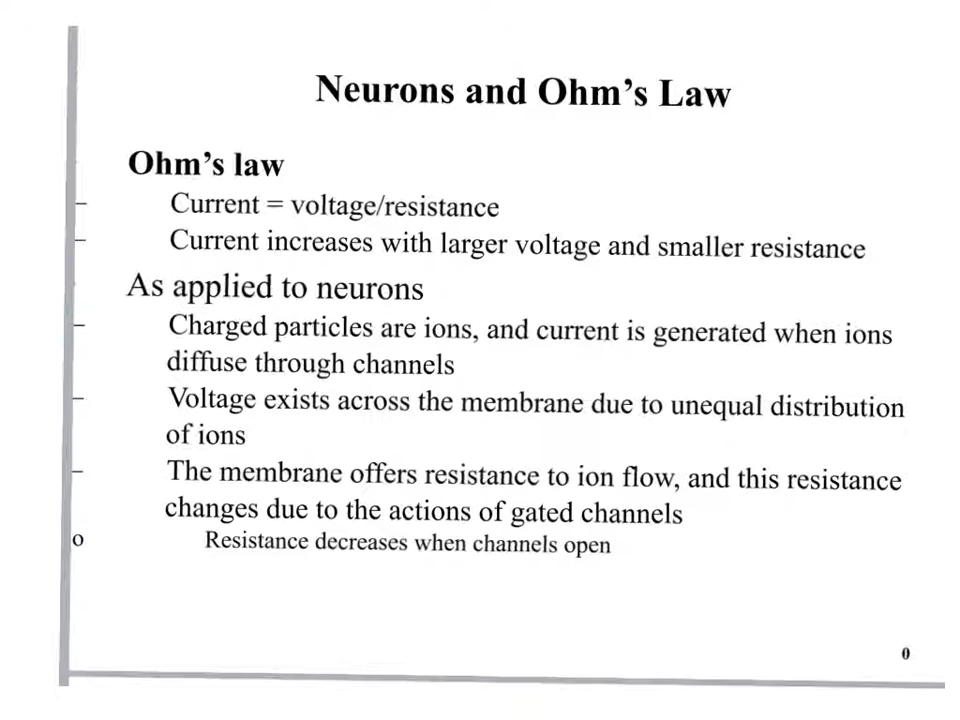 Neurons and Ohm's Law
Ohm's law
– Current = voltage/resistance
– Current increases with larger voltage and smaller resistance
As applied to neurons
– Charged particles are ions, and current is generated when ions
diffuse through channels
– Voltage exists across the membrane due to unequal distribution
of ions
– The membrane offers resistance to ion flow, and this resistance
changes due to the actions of gated channels
o Resistance decreases when channels open
0